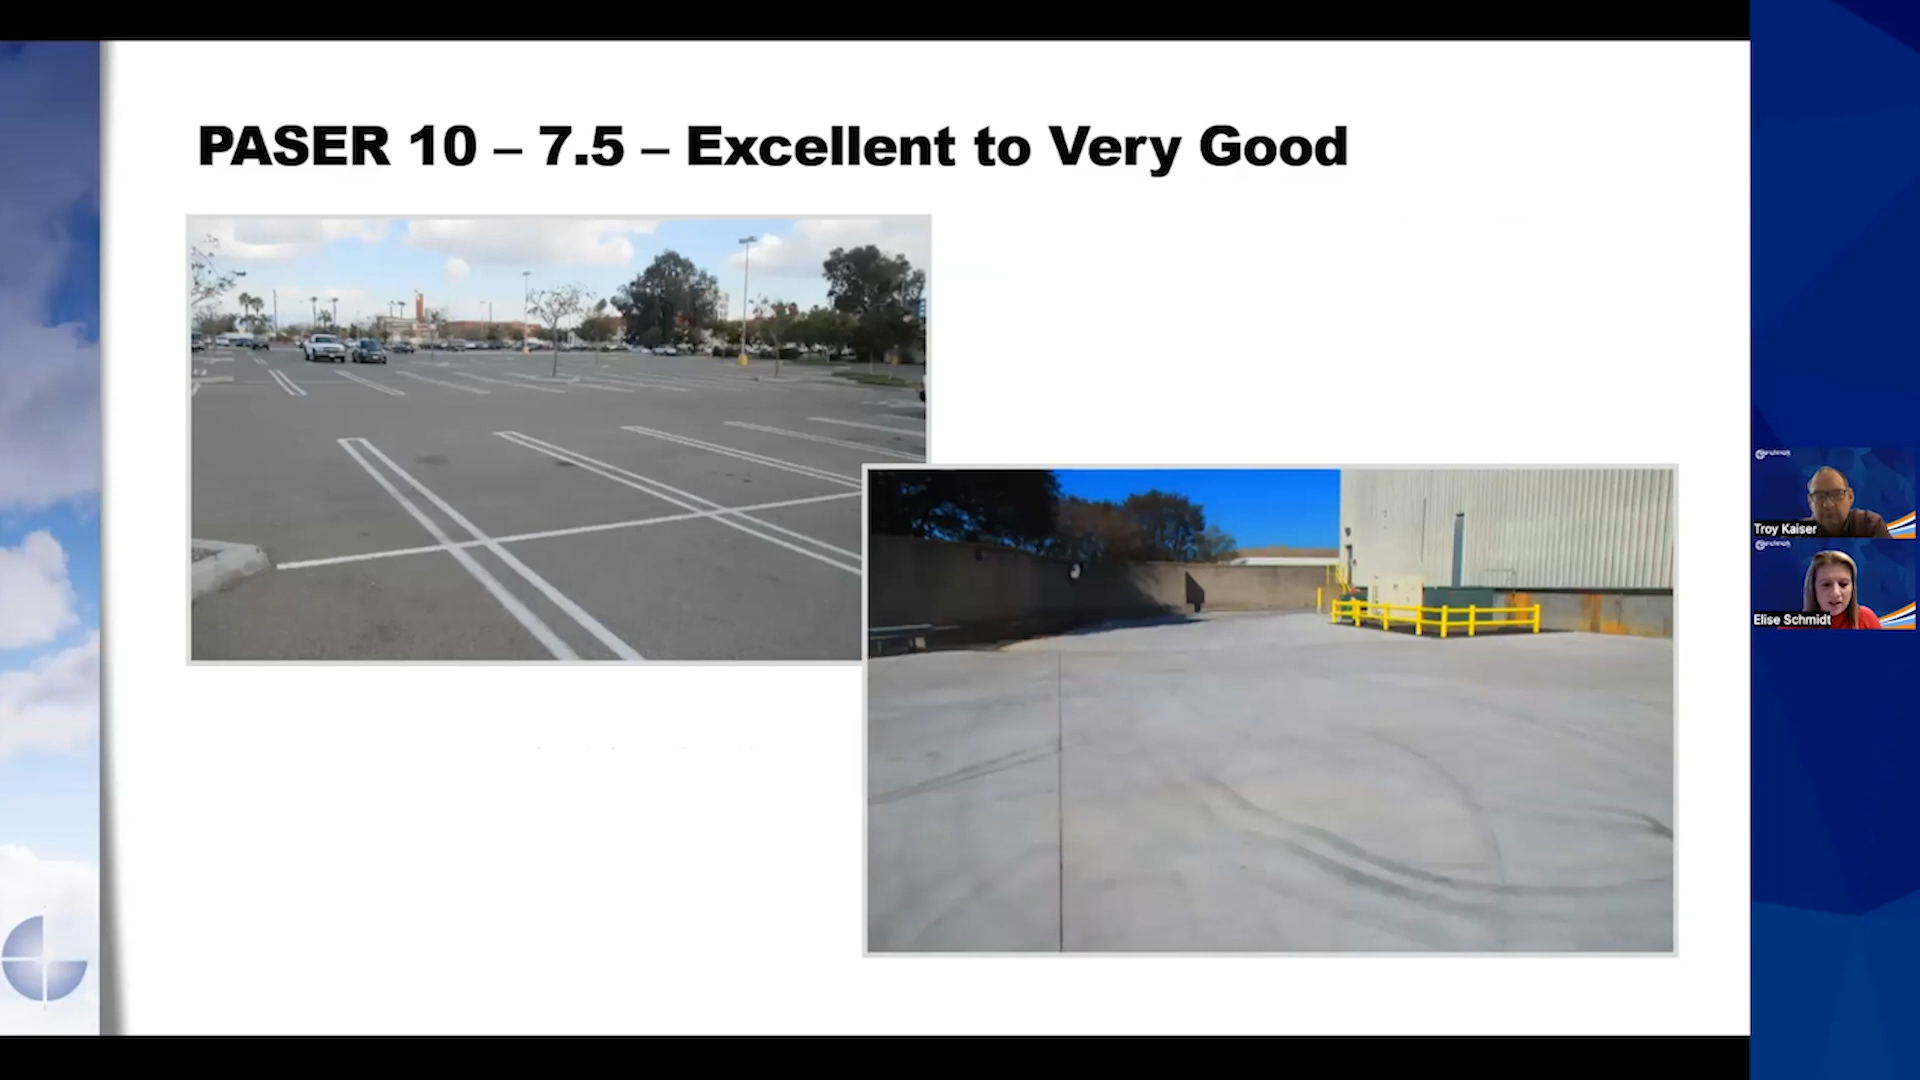 PASER 10 – 7.5 – Excellent to Very Good
Troy Kaiser
Elise Schmidt